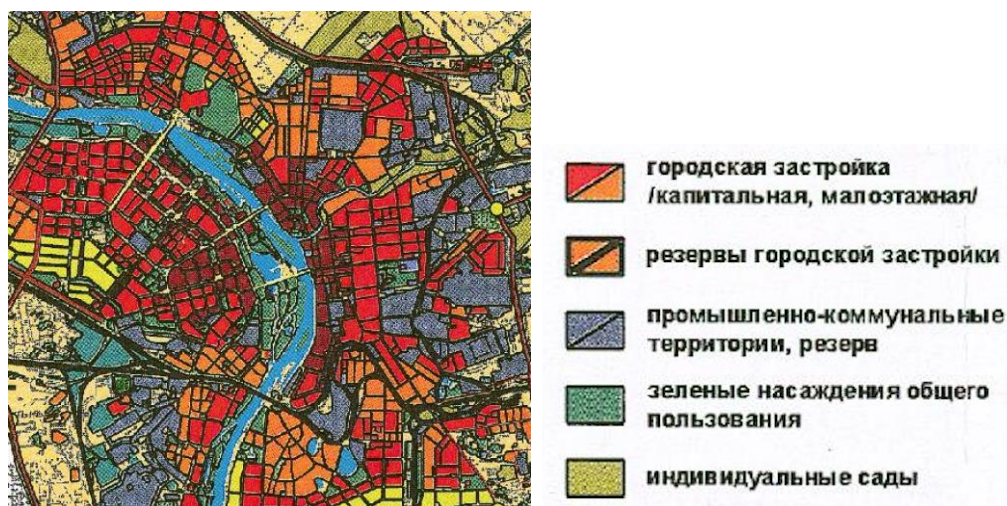 городская застройка
/капитальная, малоэтажная/
резервы городской застройки
промышленно-коммунальные
территории, резерв
зеленые насаждения общего
пользования
индивидуальные сады